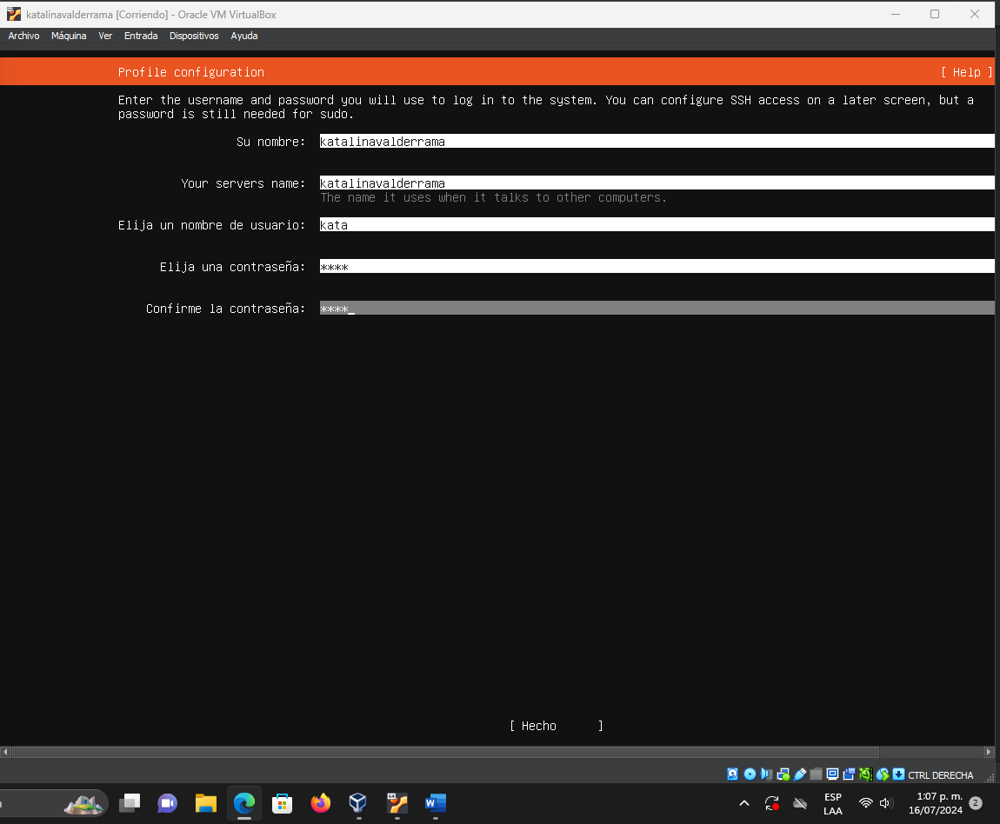 katalinavalderrama [Corriendo] - Oracle VM VirtualBox
Archivo Máquina Ver Entrada Dispositivos Ayuda
Profile configuration [ Help ]
Enter the username and password you will use to log in to the system. You can configure SSH access on a later screen, but a
password is still needed for sudo.
Su nombre: katalinavalderrama
Your servers name: katalinavalderrama
The name it uses when it talks to other computers.
Elija un nombre de usuario: kata
Elija una contraseña: ****
Confirme la contraseña: ****_
[ Hecho ]
CTRL DERECHA
ESP
LAA
1:07 p. m.
16/07/2024
2